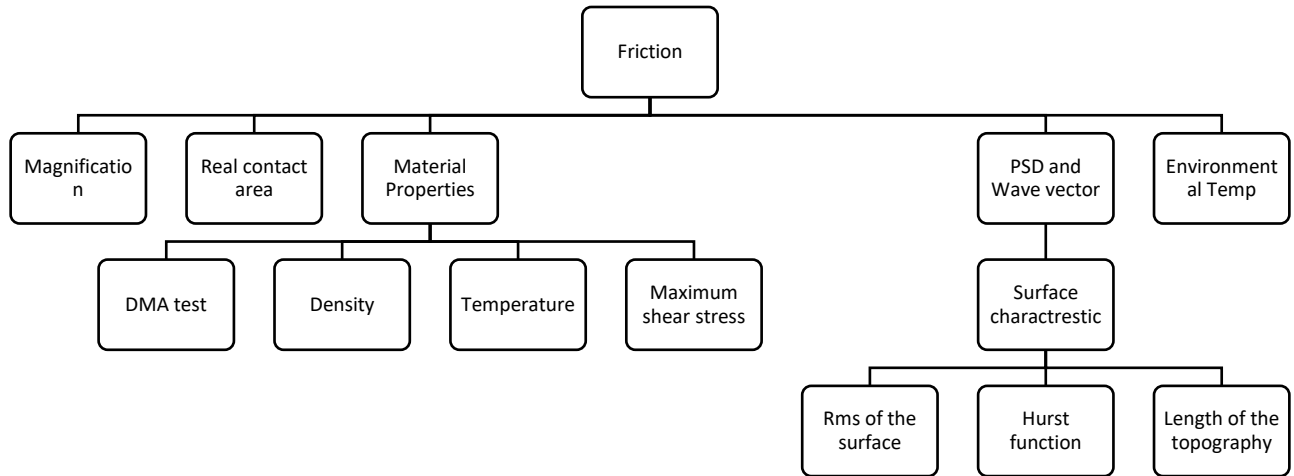 Friction
Magnificatio
n
Real contact
area
Material
Properties
PSD and
Wave vector
Environment
al Temp
DMA test
Density
Temperature
Maximum
shear stress
Surface
charactrestic
Rms of the
surface
Hurst
function
Length of the
topography